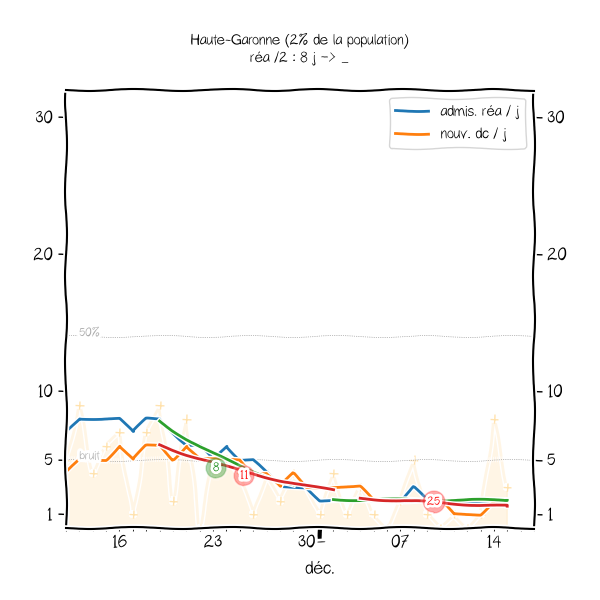 Haute-Garonne (2% de la population)
réa /2 : 8 j -> _
admis. réa / j
nouv. dc / j
30 30
20 20
50%
10 10
bruit
5 5
8 11 25
1 1
16 23 30 07 14
déc.